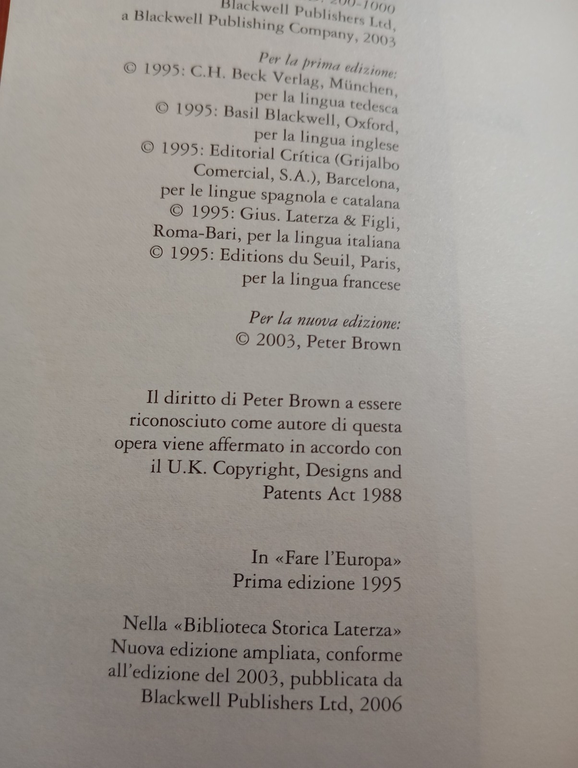 200-1000
Blackwell Publishers Ltd,
a Blackwell Publishing Company, 2003
Per la prima edizione:
© 1995: C.H. Beck Verlag, München,
per la lingua tedesca
© 1995: Basil Blackwell, Oxford,
per la lingua inglese
© 1995: Editorial Crítica (Grijalbo
Comercial, S.A.), Barcelona,
per le lingue spagnola e catalana
© 1995: Gius. Laterza & Figli,
Roma-Bari, per la lingua italiana
© 1995: Editions du Seuil, Paris,
per la lingua francese
Per la nuova edizione:
© 2003, Peter Brown
Il diritto di Peter Brown a essere
riconosciuto come autore di questa
opera viene affermato in accordo con
il U.K. Copyright, Designs and
Patents Act 1988
In «Fare l'Europa»
Prima edizione 1995
Nella «Biblioteca Storica Laterza»
Nuova edizione ampliata, conforme
all'edizione del 2003, pubblicata da
Blackwell Publishers Ltd, 2006